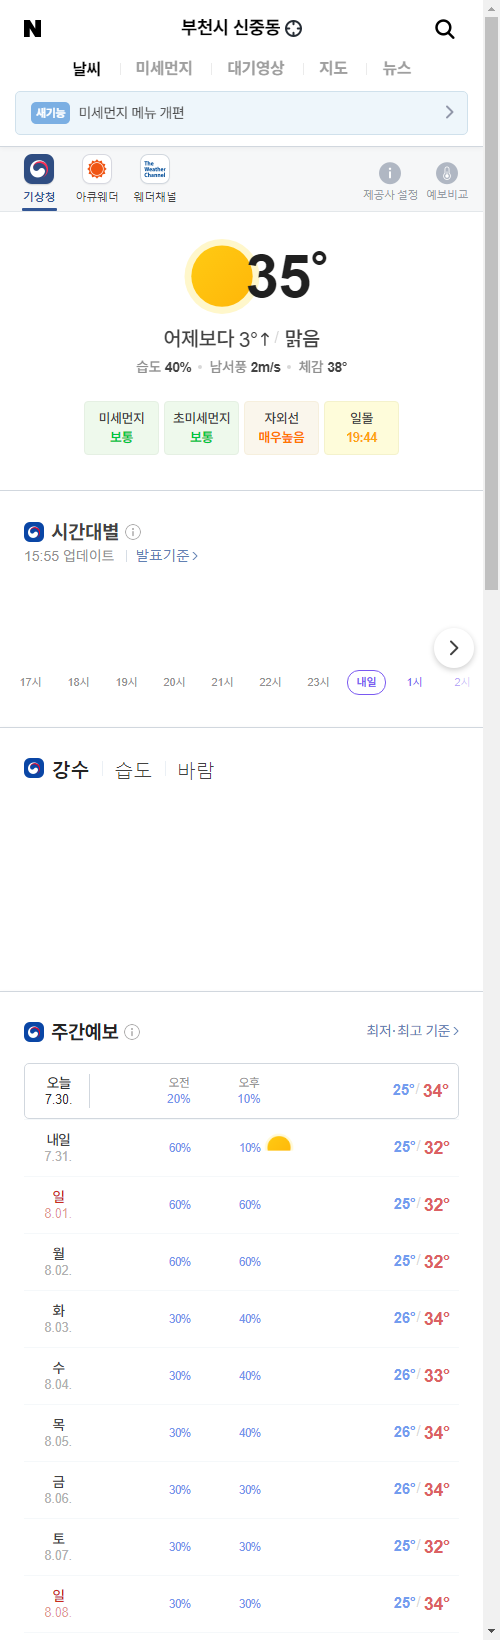 N
부천시 신중동
날씨 미세먼지 대기영상 지도 뉴스
새기능 미세먼지 메뉴 개편
The
Weather
Channel
기상청 아큐웨더 웨더채널 제공사 설정 예보비교
35°
어제보다 3°↑ / 맑음
습도 40% 남서풍 2m/s 체감 38°
미세먼지 초미세먼지 자외선 일몰
보통 보통 매우높음 19:44
시간대별
15:55 업데이트 발표기준 >
17시 18시 19시 20시 21시 22시 23시 내일 1시 2시
강수 습도 바람
주간예보 최저·최고 기준 >
오늘 오전 오후
7.30. 20% 10% 25° / 34°
내일
7.31. 60% 10% 25° / 32°
일
8.01. 60% 60% 25° / 32°
월
8.02. 60% 60% 25° / 32°
화
8.03. 30% 40% 26° / 34°
수
8.04. 30% 40% 26° / 33°
목
8.05. 30% 40% 26° / 34°
금
8.06. 30% 30% 26° / 34°
토
8.07. 30% 30% 25° / 32°
일
8.08. 30% 30% 25° / 34°